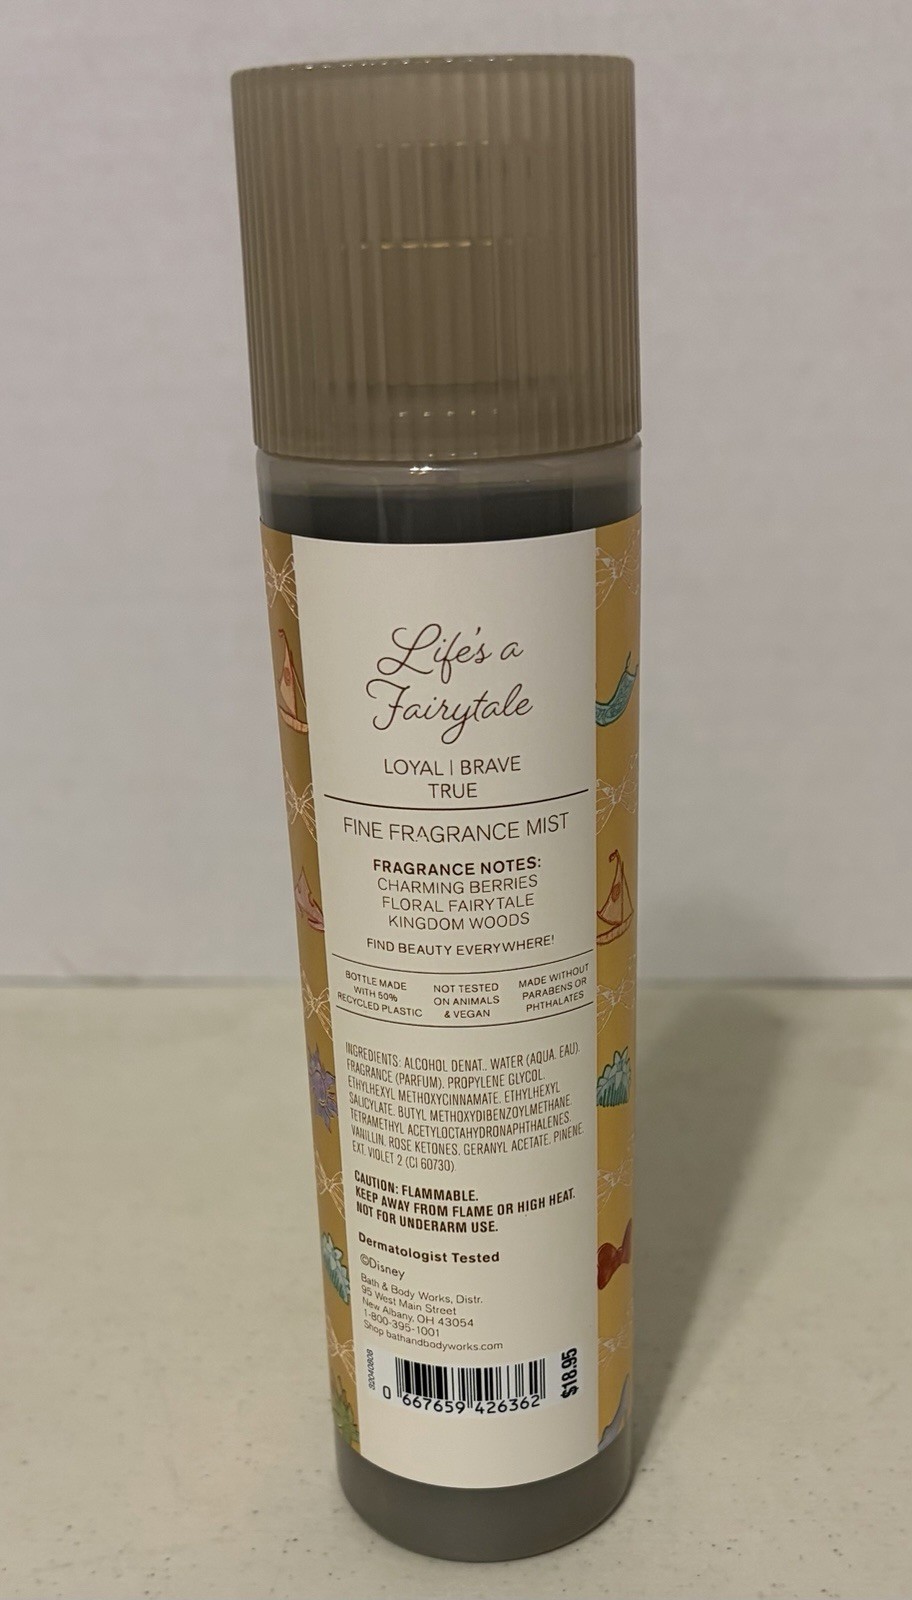 Life's a
Fairytale
LOYAL | BRAVE
TRUE
FINE FRAGRANCE MIST
FRAGRANCE NOTES:
CHARMING BERRIES
FLORAL FAIRYTALE
KINGDOM WOODS
FIND BEAUTY EVERYWHERE!
BOTTLE MADE
WITH 50%
RECYCLED PLASTIC
NOT TESTED
ON ANIMALS
& VEGAN
MADE WITHOUT
PARABENS OR
PHTHALATES
INGREDIENTS: ALCOHOL DENAT., WATER (AQUA, EAU),
FRAGRANCE (PARFUM), PROPYLENE GLYCOL,
ETHYLHEXYL METHOXYCINNAMATE, ETHYLHEXYL
SALICYLATE, BUTYL METHOXYDIBENZOYLMETHANE,
TETRAMETHYL ACETYLOCTAHYDRONAPHTHALENES,
VANILLIN, ROSE KETONES, GERANYL ACETATE, PINENE,
EXT. VIOLET 2 (CI 60730)
CAUTION: FLAMMABLE.
KEEP AWAY FROM FLAME OR HIGH HEAT.
NOT FOR UNDERARM USE.
Dermatologist Tested
©Disney
Bath & Body Works, Distr.
95 West Main Street
New Albany, OH 43054
1-800-395-1001
Shop bathandbodyworks.com
$18.95
0 667659 426362